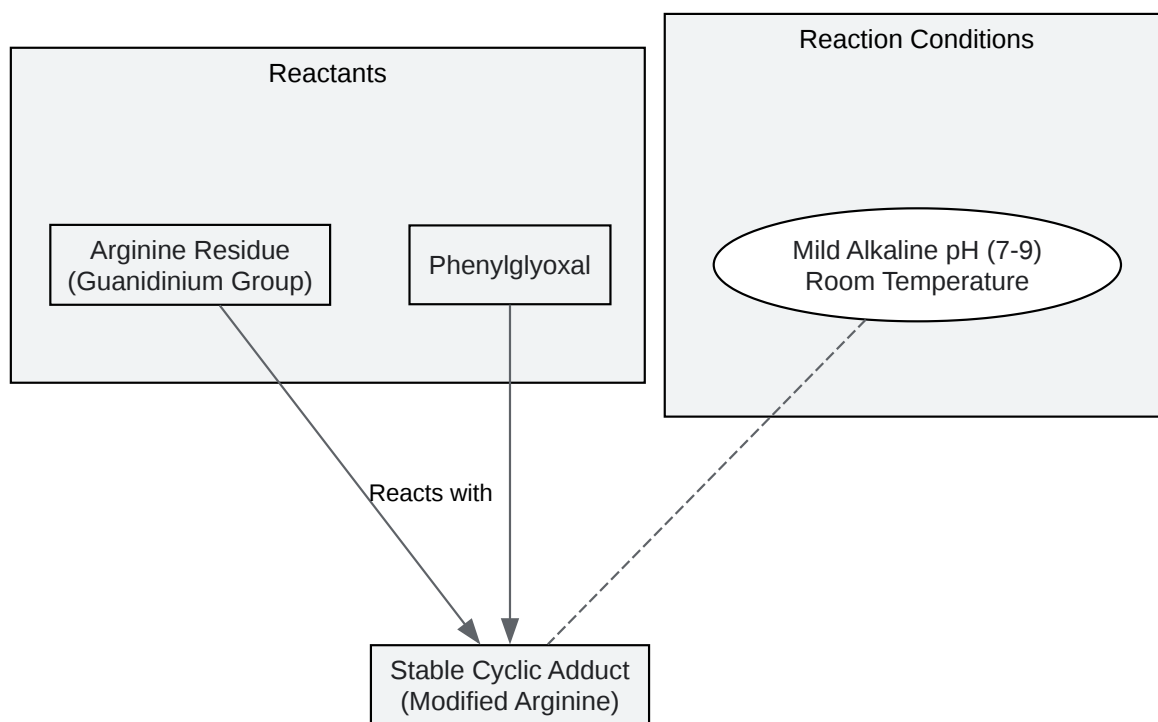 Reaction Conditions
Reactants
Arginine Residue
(Guanidinium Group)
Phenylglyoxal
Mild Alkaline pH (7-9)
Room Temperature
Reacts with
Stable Cyclic Adduct
(Modified Arginine)